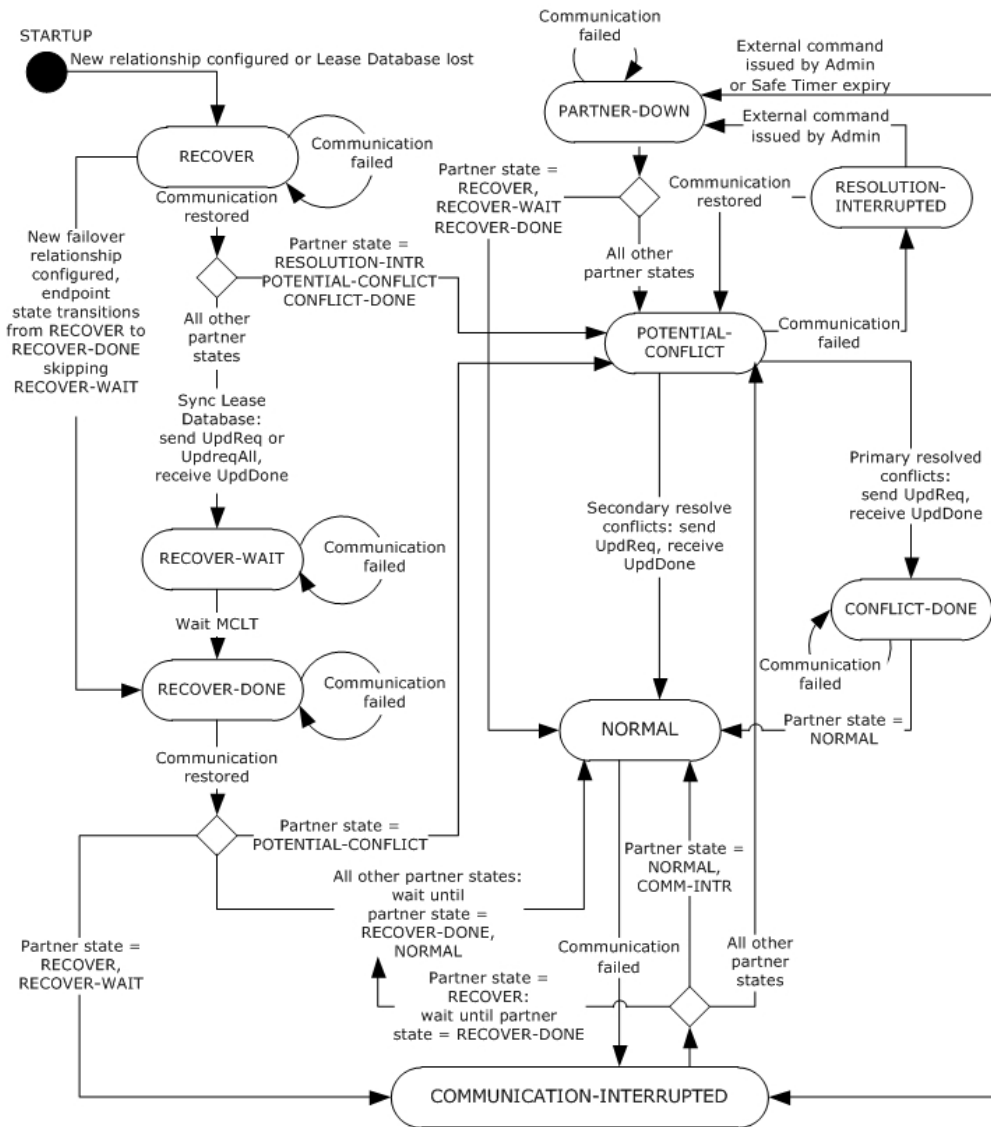 STARTUP
New relationship configured or Lease Database lost
Communication
failed
External command
issued by Admin
or Safe Timer expiry
PARTNER-DOWN
External command
issued by Admin
RECOVER
Communication
failed
Communication
restored
Partner state =
RECOVER,
RECOVER-WAIT
RECOVER-DONE
Communication
restored
RESOLUTION-
INTERRUPTED
New failover
relationship
configured,
endpoint
state transitions
from RECOVER to
RECOVER-DONE
skipping
RECOVER-WAIT
Partner state =
RESOLUTION-INTR
POTENTIAL-CONFLICT
CONFLICT-DONE
All other
partner states
All other
partner
states
POTENTIAL-
CONFLICT
Communication
failed
Sync Lease
Database:
send UpdReq or
UpdreqAll,
receive UpdDone
Primary resolved
conflicts:
send UpdReq,
receive UpdDone
Secondary resolve
conflicts: send
UpdReq, receive
UpdDone
RECOVER-WAIT
Communication
failed
CONFLICT-DONE
Wait MCLT
Communication
failed
RECOVER-DONE
Communication
failed
NORMAL
Partner state =
NORMAL
Communication
restored
Partner state =
POTENTIAL-CONFLICT
Partner state =
NORMAL,
COMM-INTR
All other partner states:
wait until
partner state =
RECOVER-DONE,
NORMAL
Partner state =
RECOVER,
RECOVER-WAIT
Communication
failed
All other
partner
states
Partner state =
RECOVER:
wait until partner
state = RECOVER-DONE
COMMUNICATION-INTERRUPTED